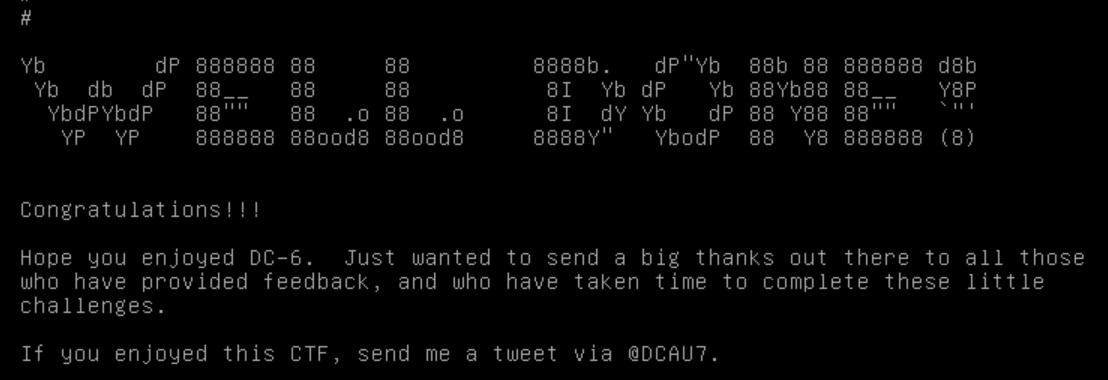 #
Yb        dP 888888 88     88         8888b.   dP"Yb  88b 88 888888 d8b
 Yb  db  dP  88__   88     88          8I  Yb dP   Yb 88Yb88 88__   Y8P
  YbdPYbdP   88""   88  .o 88  .o      8I  dY Yb   dP 88 Y88 88""   `"'
   YP  YP    888888 88ood8 88ood8     8888Y"   YbodP  88  Y8 888888 (8)
Congratulations!!!
Hope you enjoyed DC-6.  Just wanted to send a big thanks out there to all those
who have provided feedback, and who have taken time to complete these little
challenges.
If you enjoyed this CTF, send me a tweet via @DCAU7.